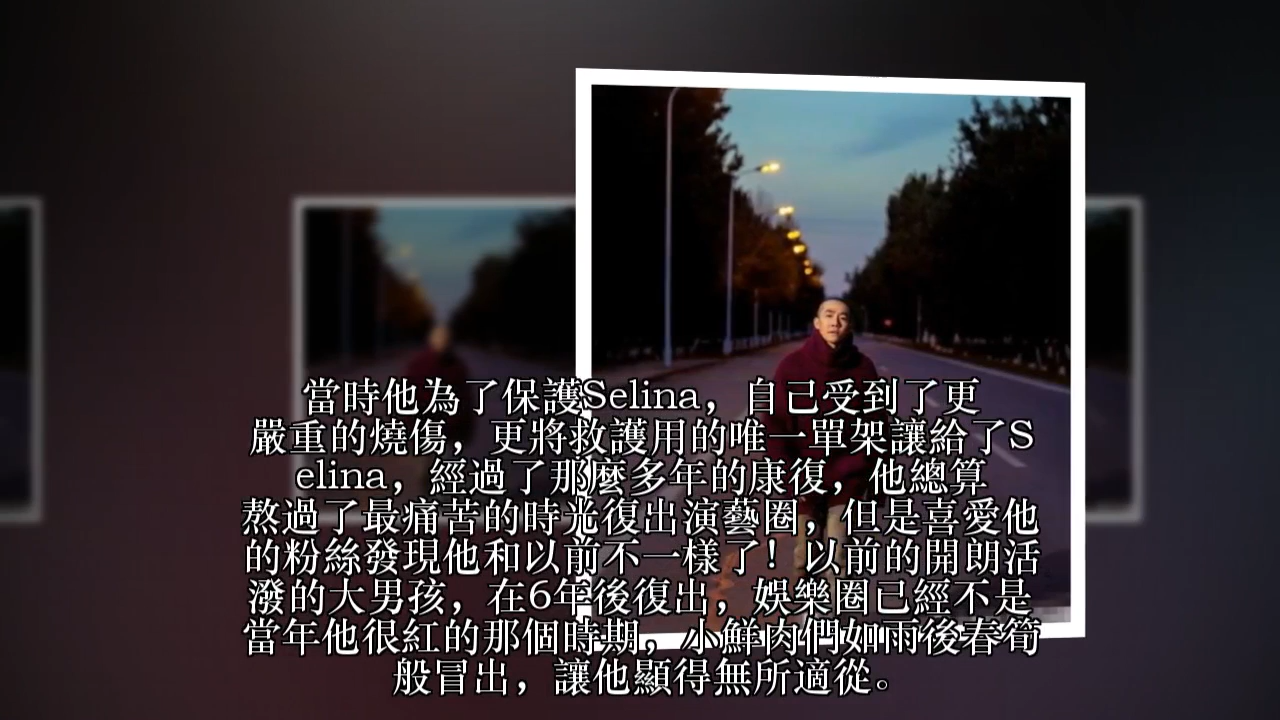 當時他為了保護Selina，自己受到了更
嚴重的燒傷，更將救護用的唯一單架讓給了S
elina，經過了那麼多年的康復，他總算
熬過了最痛苦的時光復出演藝圈，但是喜愛他
的粉絲發現他和以前不一樣了！以前的開朗活
潑的大男孩，在6年後復出，娛樂圈已經不是
當年他很紅的那個時期，小鮮肉們如雨後春筍
般冒出，讓他顯得無所適從。